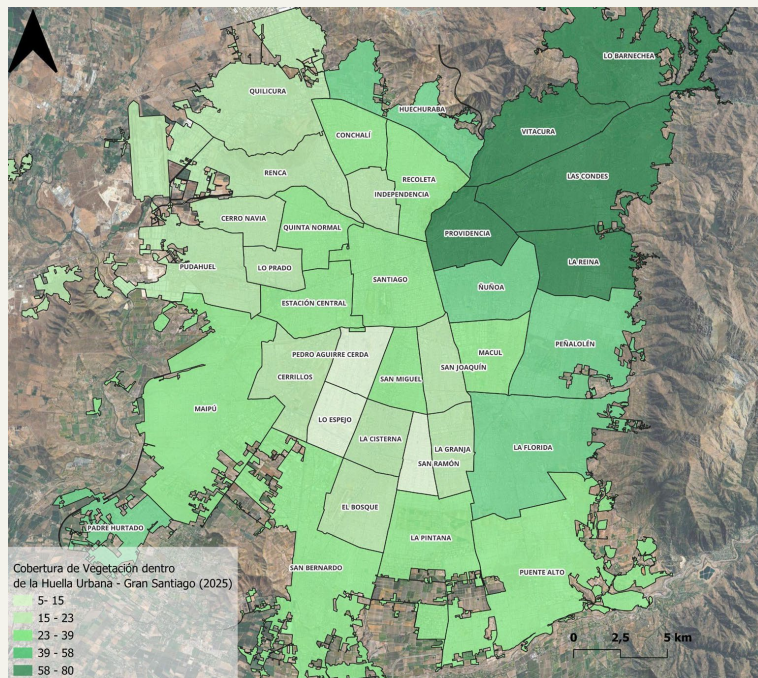 LO BARNECHEA
QUILICURA
HUECHURABA
VITACURA
CONCHALÍ
RENCA
RECOLETA
LAS CONDES
INDEPENDENCIA
CERRO NAVIA
QUINTA NORMAL
PROVIDENCIA
PUDAHUEL
LO PRADO
LA REINA
SANTIAGO
ÑUÑOA
ESTACIÓN CENTRAL
PEDRO AGUIRRE CERDA
MACUL
PEÑALOLÉN
CERRILLOS
SAN MIGUEL
SAN JOAQUÍN
MAIPÚ
LO ESPEJO
LA CISTERNA
LA GRANJA
LA FLORIDA
SAN RAMÓN
EL BOSQUE
PADRE HURTADO
LA PINTANA
SAN BERNARDO
PUENTE ALTO
Cobertura de Vegetación dentro
de la Huella Urbana - Gran Santiago (2025)
5- 15
15 - 23
23 - 39
39 - 58
58 - 80
0 2,5 5 km